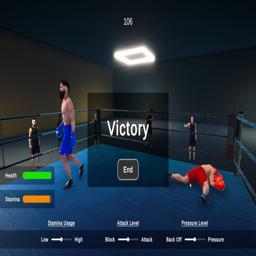 106
Victory
End
Health
Stamina
Stamina Usage
Attack Level
Pressure Level
Low High
Block Attack
Back Off Pressure